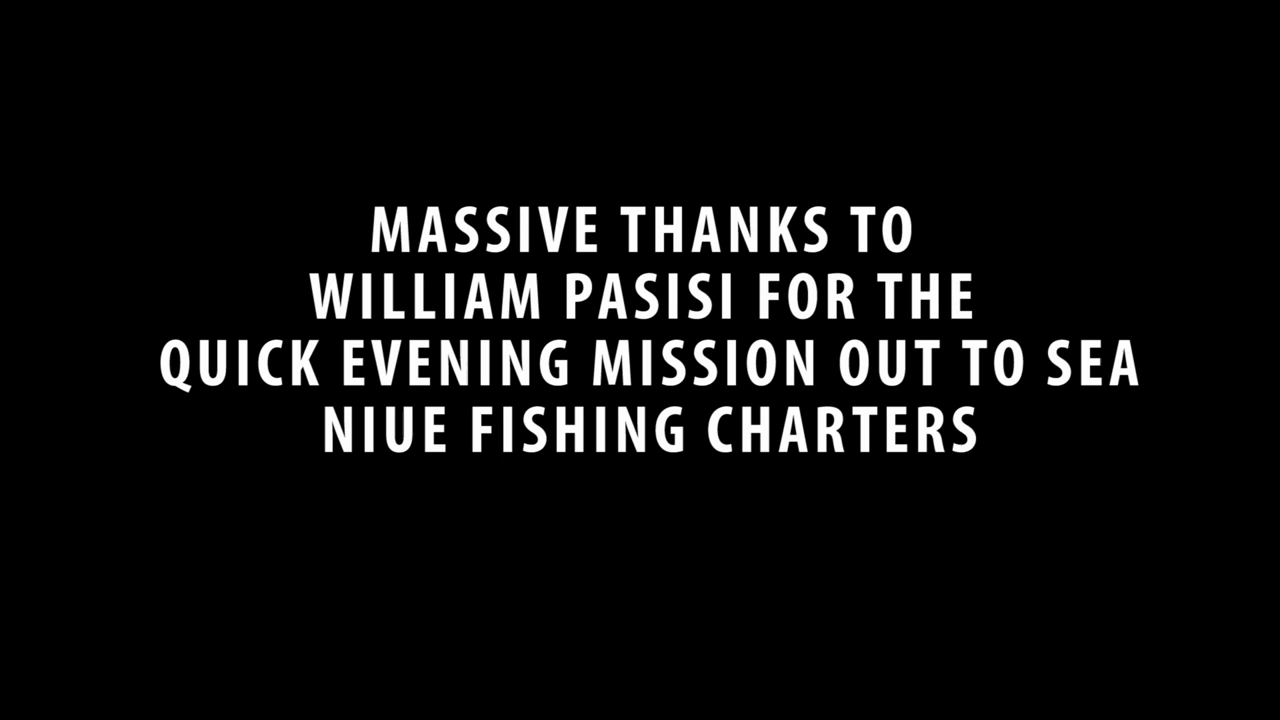 MASSIVE THANKS TO
WILLIAM PASISI FOR THE
QUICK EVENING MISSION OUT TO SEA
NIUE FISHING CHARTERS